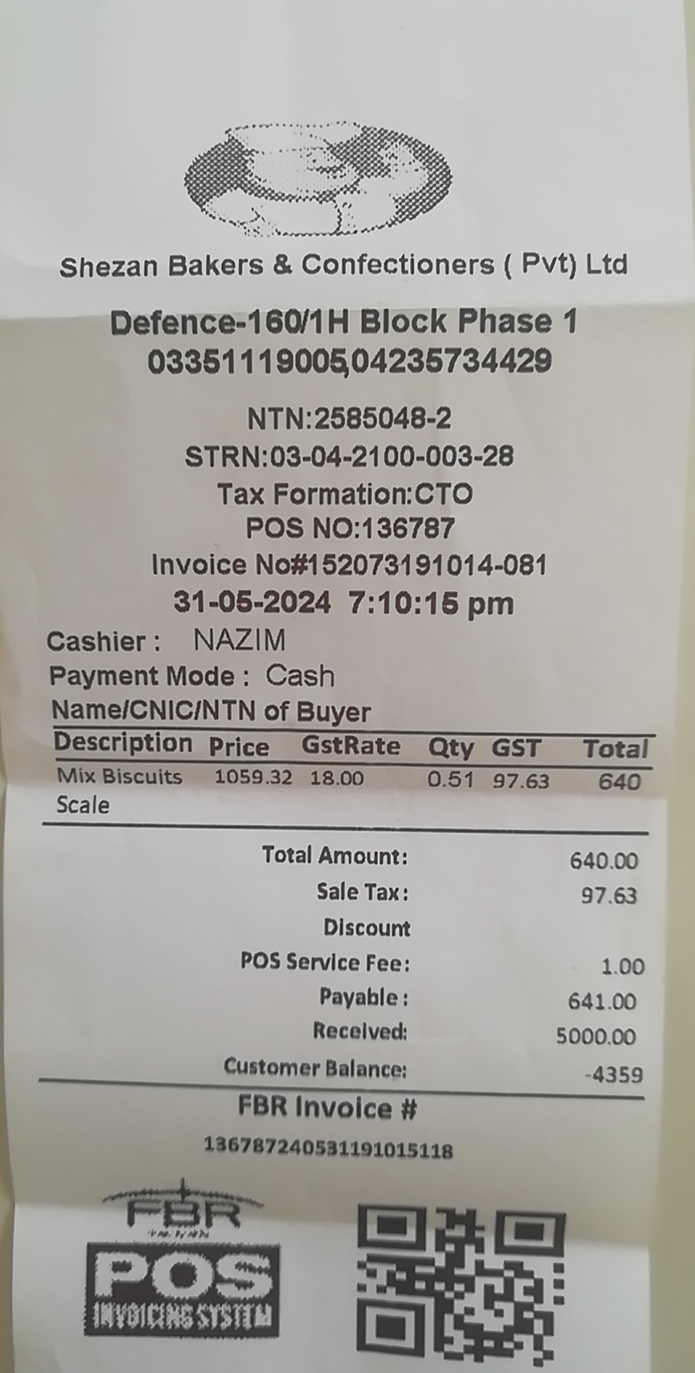 Shezan Bakers & Confectioners ( Pvt) Ltd
Defence-160/1H Block Phase 1
03351119005,04235734429
NTN:2585048-2
STRN:03-04-2100-003-28
Tax Formation:CTO
POS NO:136787
Invoice No#152073191014-081
31-05-2024 7:10:15 pm
Cashier : NAZIM
Payment Mode : Cash
Name/CNIC/NTN of Buyer
Description Price GstRate Qty GST Total
Mix Biscuits 1059.32 18.00 0.51 97.63 640
Scale
Total Amount: 640.00
Sale Tax: 97.63
Discount
POS Service Fee: 1.00
Payable : 641.00
Received: 5000.00
Customer Balance: -4359
FBR Invoice #
136787240531191015118
FBR
POS
INVOICING SYSTEM